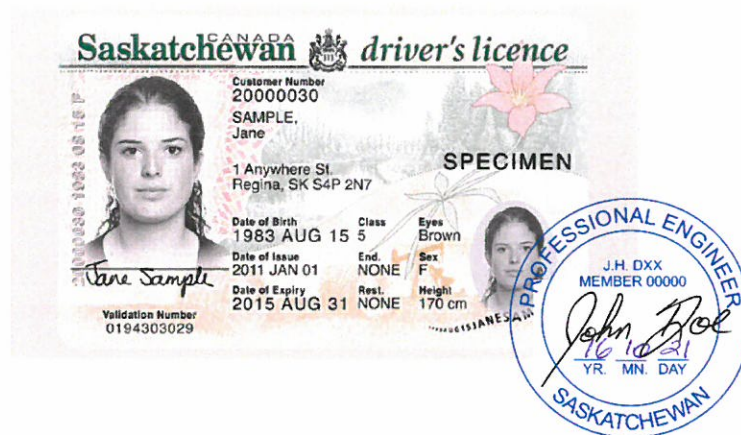 CANADA
Saskatchewan driver's licence
Customer Number
20000030
SAMPLE,
Jane
1 Anywhere St.
Regina, SK S4P 2N7
SPECIMEN
Date of Birth Class Eyes
1983 AUG 15 5 Brown
Date of Issue End. Sex
2011 JAN 01 NONE F
Date of Expiry Rest. Height
2015 AUG 31 NONE 170 cm
Jane Sample
Validation Number
0194303029
PROFESSIONAL ENGINEER
J.H. DXX
MEMBER 00000
John Doe
16 10 21
YR. MN. DAY
SASKATCHEWAN